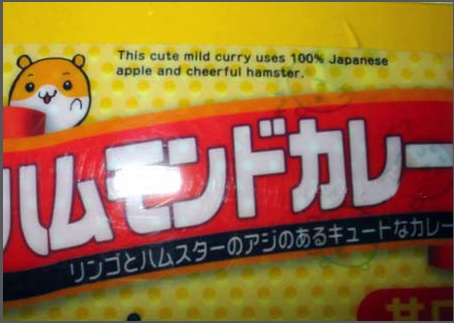 This cute mild curry uses 100% Japanese
apple and cheerful hamster.
ハムモンドカレー
リンゴとハムスターのアジのあるキュートなカレー
甘口